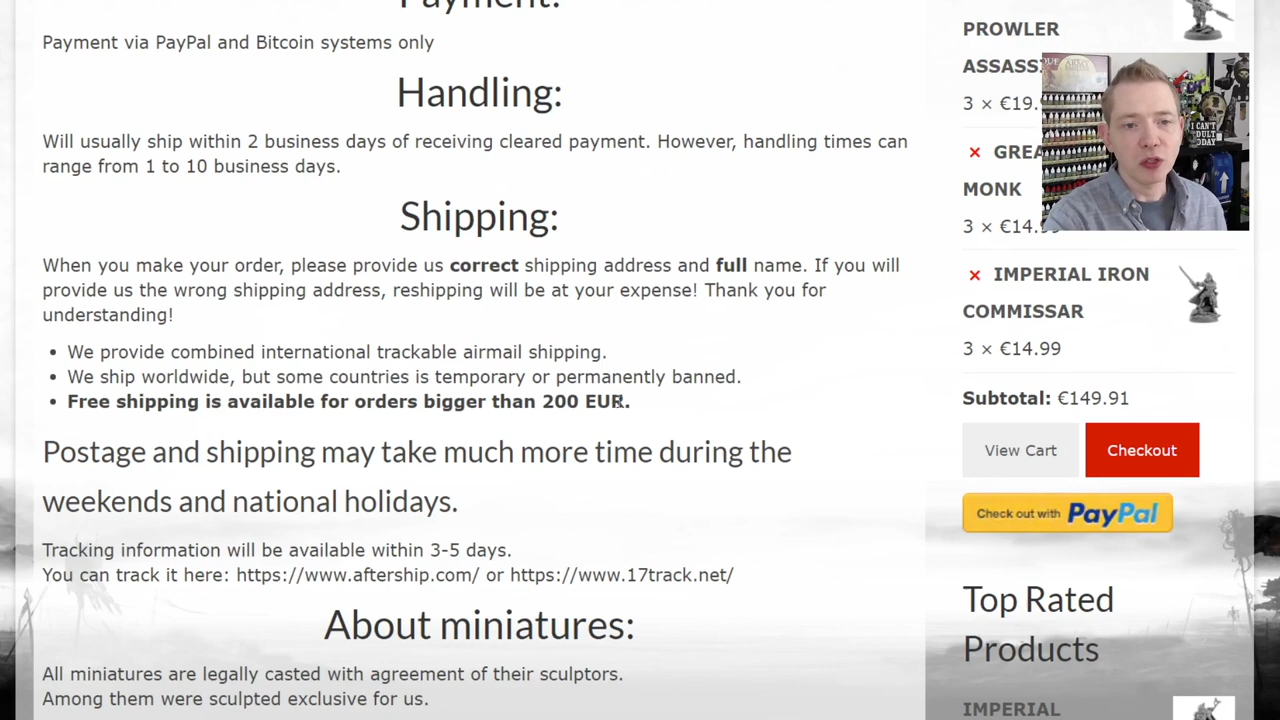 Payment:
Payment via PayPal and Bitcoin systems only
Handling:
Will usually ship within 2 business days of receiving cleared payment. However, handling times can
range from 1 to 10 business days.
Shipping:
When you make your order, please provide us correct shipping address and full name. If you will
provide us the wrong shipping address, reshipping will be at your expense! Thank you for
understanding!
• We provide combined international trackable airmail shipping.
• We ship worldwide, but some countries is temporary or permanently banned.
• Free shipping is available for orders bigger than 200 EUR.
Postage and shipping may take much more time during the
weekends and national holidays.
Tracking information will be available within 3-5 days.
You can track it here: https://www.aftership.com/ or https://www.17track.net/
About miniatures:
All miniatures are legally casted with agreement of their sculptors.
Among them were sculpted exclusive for us.
PROWLER
3 ×
MONK
3 ×
I CAN'T
ADULT
TODAY
× IMPERIAL IRON
COMMISSAR
3 × €14.99
Subtotal: €149.91
View Cart
Checkout
Check out with PayPal
Top Rated
Products
IMPERIAL